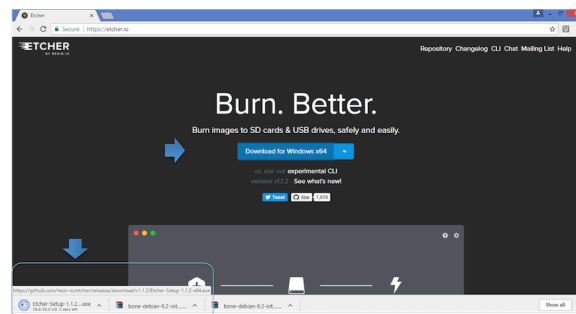 Etcher
Secure | https://etcher.io
ETCHER
BY RESIN.IO
Repository Changelog CLI Chat Mailing List Help
Burn. Better.
Burn images to SD cards & USB drives, safely and easily.
Download for Windows x64
or, use our experimental CLI
version v1.1.2 - See what's new!
Tweet Star 7,676
https://github.com/resin-io/etcher/releases/download/v1.1.2/Etcher-Setup-1.1.2-x64.exe
Etcher-Setup-1.1.2....exe
bone-debian-9.2-iot-....
bone-debian-9.2-iot-....
Show all